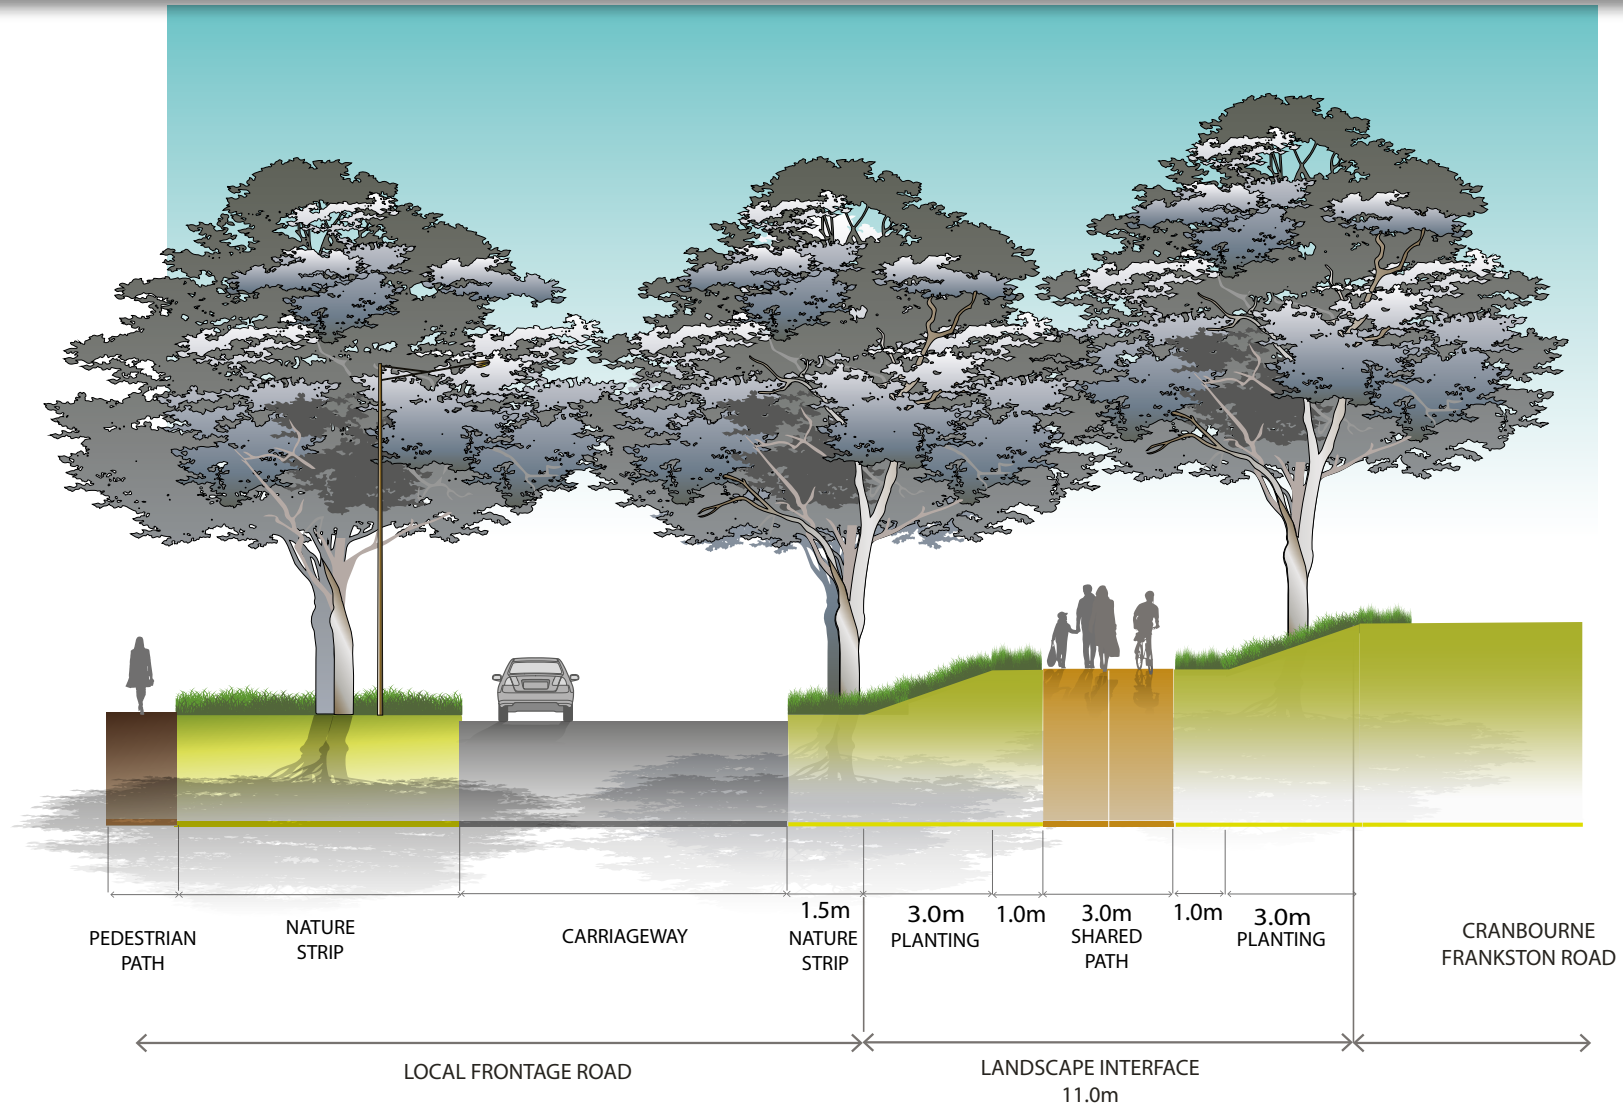 PEDESTRIAN
PATH
NATURE
STRIP
CARRIAGEWAY
1.5m
NATURE
STRIP
3.0m
PLANTING
1.0m
3.0m
SHARED
PATH
1.0m
3.0m
PLANTING
CRANBOURNE
FRANKSTON ROAD
LOCAL FRONTAGE ROAD
LANDSCAPE INTERFACE
11.0m